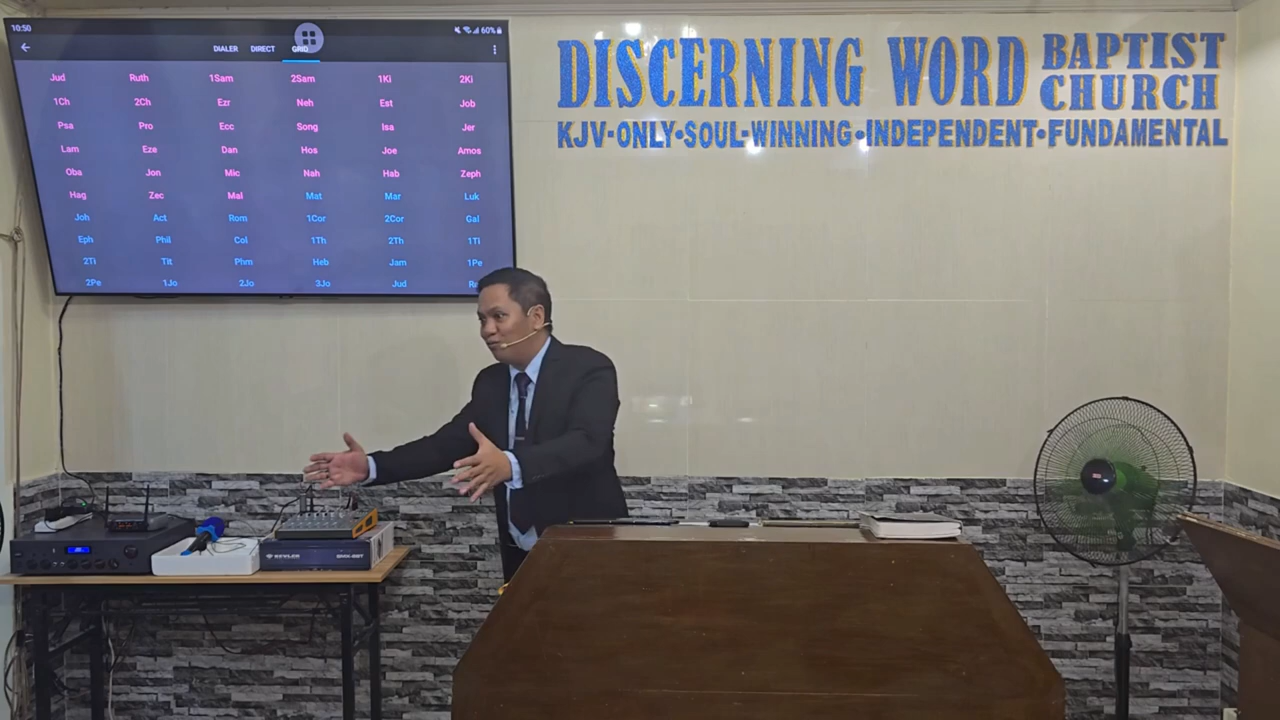 10:50
60%
DIALER DIRECT GRID
Jud Ruth 1Sam 2Sam 1Ki 2Ki
1Ch 2Ch Ezr Neh Est Job
Psa Pro Ecc Song Isa Jer
Lam Eze Dan Hos Joe Amos
Oba Jon Mic Nah Hab Zeph
Hag Zec Mal Mat Mar Luk
Joh Act Rom 1Cor 2Cor Gal
Eph Phil Col 1Th 2Th 1Ti
2Ti Tit Phm Heb Jam 1Pe
2Pe 1Jo 2Jo 3Jo Jud
DISCERNING WORD BAPTIST CHURCH
KJV-ONLY•SOUL-WINNING•INDEPENDENT•FUNDAMENTAL
KEVLER